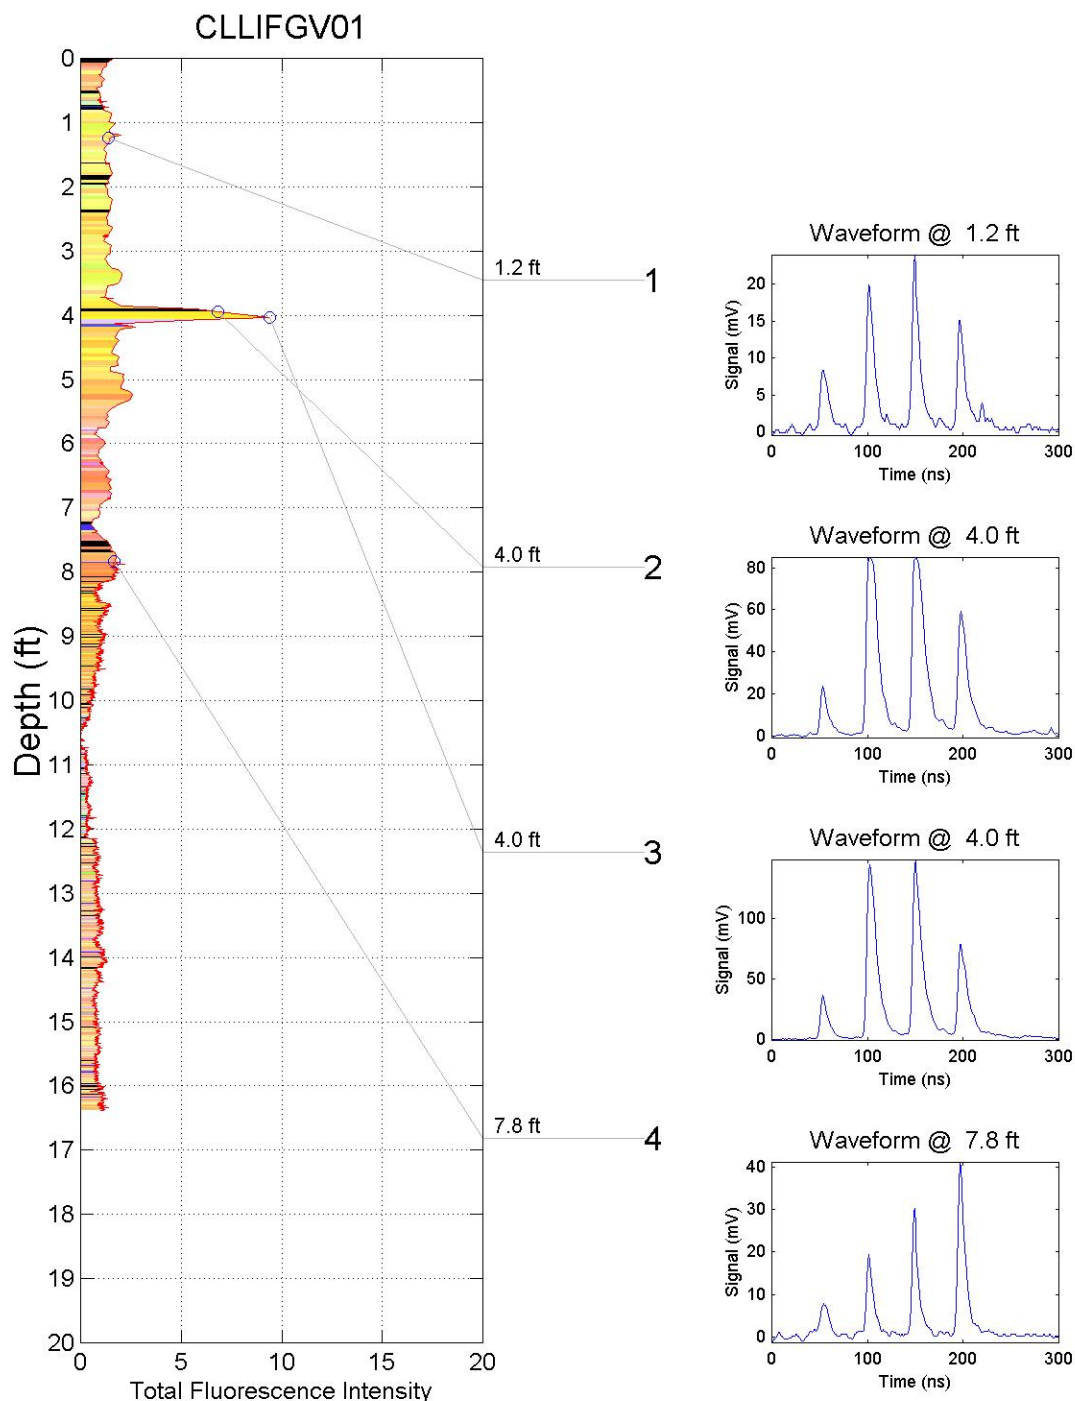 CLLIFGV01
0
1
2
3
4
5
6
7
8
9
10
11
12
13
14
15
16
17
18
19
20
Depth (ft)
0 5 10 15 20
Total Fluorescence Intensity
1.2 ft 1
4.0 ft 2
4.0 ft 3
7.8 ft 4
Waveform @ 1.2 ft
20
15
10
5
0
Signal (mV)
0 100 200 300
Time (ns)
Waveform @ 4.0 ft
80
60
40
20
0
Signal (mV)
0 100 200 300
Time (ns)
Waveform @ 4.0 ft
100
50
0
Signal (mV)
0 100 200 300
Time (ns)
Waveform @ 7.8 ft
40
30
20
10
0
Signal (mV)
0 100 200 300
Time (ns)